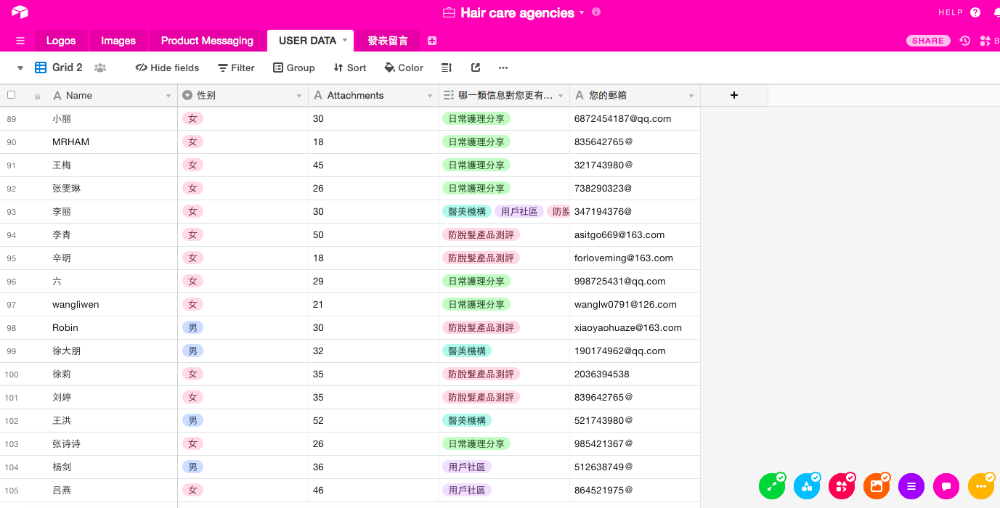 Hair care agencies
HELP
Logos Images Product Messaging USER DATA 發表留言 SHARE B
Grid 2 Hide fields Filter Group Sort Color
Name 性别 Attachments 哪一類信息對您更有... 您的郵箱 +
89 小丽 女 30 日常護理分享 6872454187@qq.com
90 MRHAM 女 18 日常護理分享 835642765@
91 王梅 女 45 日常護理分享 321743980@
92 张雯琳 女 26 日常護理分享 738290323@
93 李丽 女 30 醫美機構 用戶社區 防脫 347194376@
94 李青 女 50 防脫髮產品測評 asitgo669@163.com
95 辛明 女 18 防脫髮產品測評 forloveming@163.com
96 六 女 29 日常護理分享 998725431@qq.com
97 wangliwen 女 21 日常護理分享 wanglw0791@126.com
98 Robin 男 30 防脫髮產品測評 xiaoyaohuaze@163.com
99 徐大朋 男 32 醫美機構 190174962@qq.com
100 徐莉 女 35 防脫髮產品測評 2036394538
101 刘婷 女 35 防脫髮產品測評 839642765@
102 王洪 男 52 醫美機構 521743980@
103 张诗诗 女 26 日常護理分享 985421367@
104 杨剑 男 36 用戶社區 512638749@
105 吕燕 女 46 用戶社區 864521975@